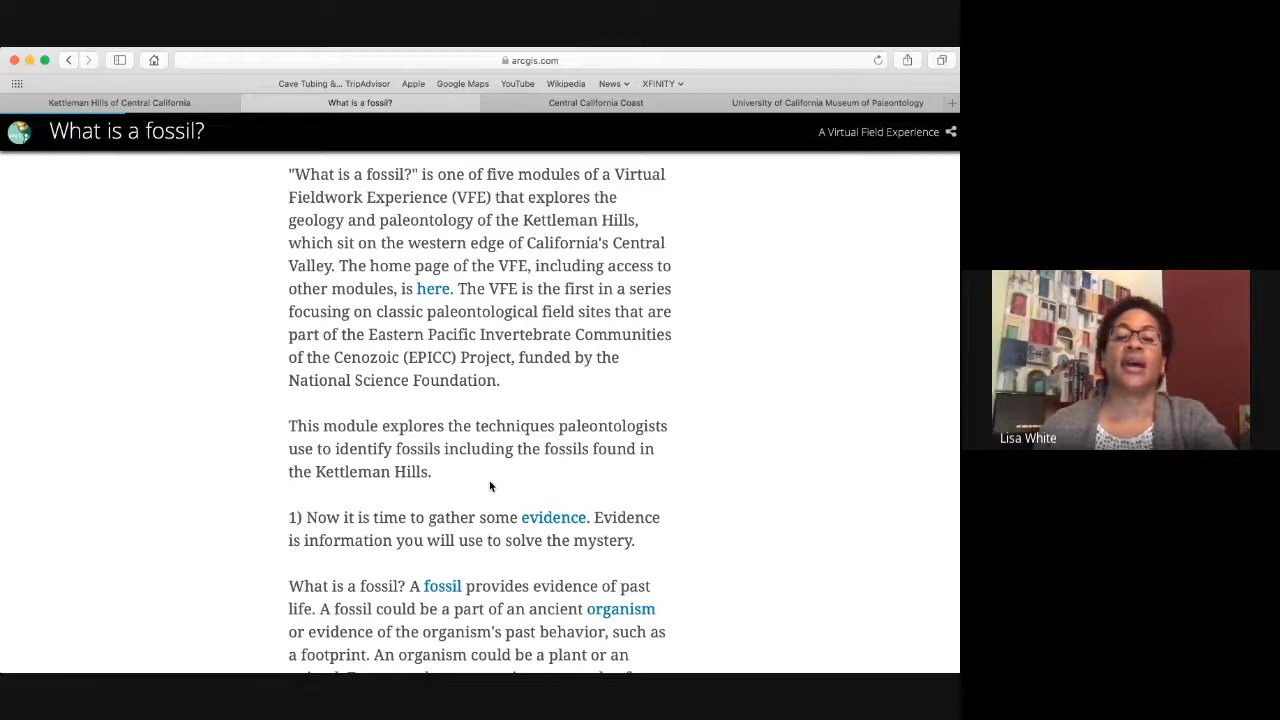 arcgis.com
Cave Tubing &... TripAdvisor Apple Google Maps YouTube Wikipedia News XFINITY
Kettleman Hills of Central California What is a fossil? Central California Coast University of California Museum of Paleontology
What is a fossil? A Virtual Field Experience
"What is a fossil?" is one of five modules of a Virtual
Fieldwork Experience (VFE) that explores the
geology and paleontology of the Kettleman Hills,
which sit on the western edge of California's Central
Valley. The home page of the VFE, including access to
other modules, is here. The VFE is the first in a series
focusing on classic paleontological field sites that are
part of the Eastern Pacific Invertebrate Communities
of the Cenozoic (EPICC) Project, funded by the
National Science Foundation.
This module explores the techniques paleontologists
use to identify fossils including the fossils found in
the Kettleman Hills.
1) Now it is time to gather some evidence. Evidence
is information you will use to solve the mystery.
What is a fossil? A fossil provides evidence of past
life. A fossil could be a part of an ancient organism
or evidence of the organism's past behavior, such as
a footprint. An organism could be a plant or an
Lisa White